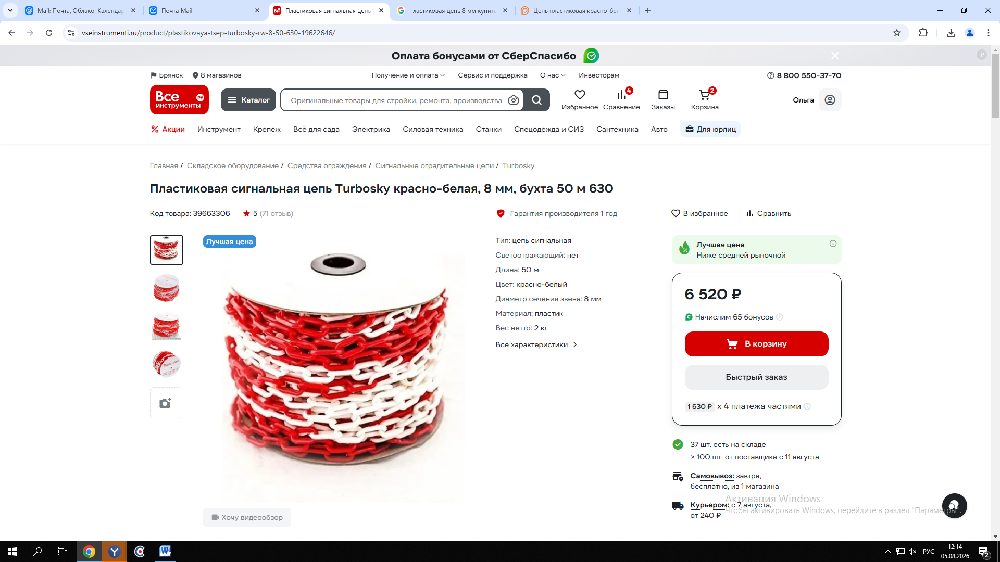 Mail: Почта, Облако, Календар
Почта Mail
Пластиковая сигнальная цепь
пластиковая цепь 8 мм купить
Цепь пластиковая красно-бел
vseinstrumenti.ru/product/plastikovaya-tsep-turbosky-rw-8-50-630-19622646/
Оплата бонусами от СберСпасибо
Брянск
8 магазинов
Получение и оплата
Сервис и поддержка
О нас
Инвесторам
8 800 550-37-70
Все
инструменты
ру
Каталог
Оригинальные товары для стройки, ремонта, производства
Избранное
4
Сравнение
Заказы
2
Корзина
Ольга
Акции
Инструмент
Крепеж
Всё для сада
Электрика
Силовая техника
Станки
Спецодежда и СИЗ
Сантехника
Авто
Для юрлиц
Главная / Складское оборудование / Средства ограждения / Сигнальные оградительные цепи / Turbosky
Пластиковая сигнальная цепь Turbosky красно-белая, 8 мм, бухта 50 м 630
Код товара: 39663306
5 (71 отзыв)
Гарантия производителя 1 год
В избранное
Сравнить
Лучшая цена
Тип: цепь сигнальная
Светоотражающий: нет
Длина: 50 м
Цвет: красно-белый
Диаметр сечения звена: 8 мм
Материал: пластик
Вес нетто: 2 кг
Все характеристики
Лучшая цена
Ниже средней рыночной
6 520 ₽
Начислим 65 бонусов
В корзину
Быстрый заказ
1 630 ₽ х 4 платежа частями
37 шт. есть на складе
> 100 шт. от поставщика с 11 августа
Самовывоз: завтра,
бесплатно, из 1 магазина
Курьером: с 7 августа,
от 240 ₽
Активация Windows
Чтобы активировать Windows, перейдите в раздел "Параметры".
Хочу видеообзор
РУС
12:14
05.08.2026
2